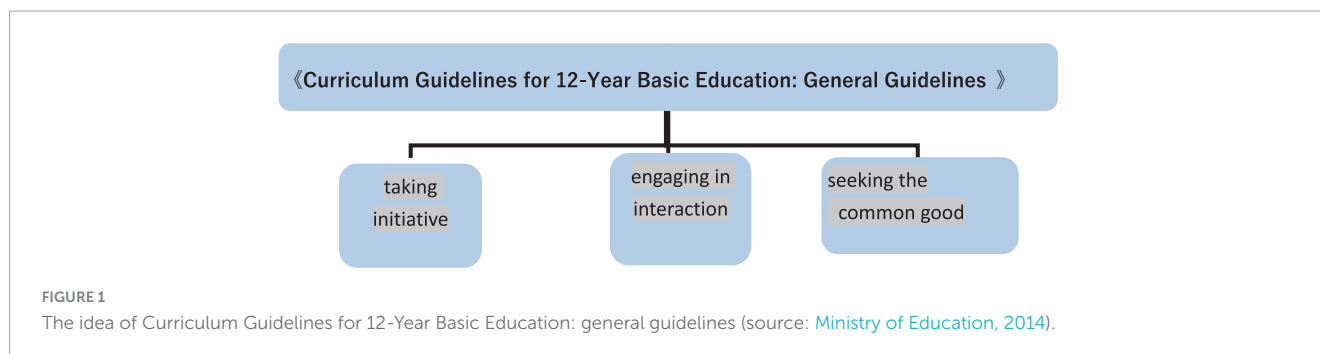 《Curriculum Guidelines for 12-Year Basic Education: General Guidelines 》
taking
initiative
engaging in
interaction
seeking the
common good
FIGURE 1
The idea of Curriculum Guidelines for 12-Year Basic Education: general guidelines (source: Ministry of Education, 2014).